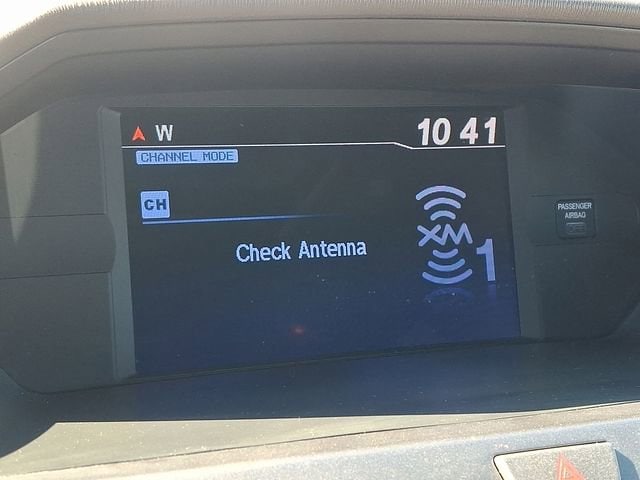 W
10 41
CHANNEL MODE
CH
XM 1
Check Antenna
PASSENGER
AIRBAG